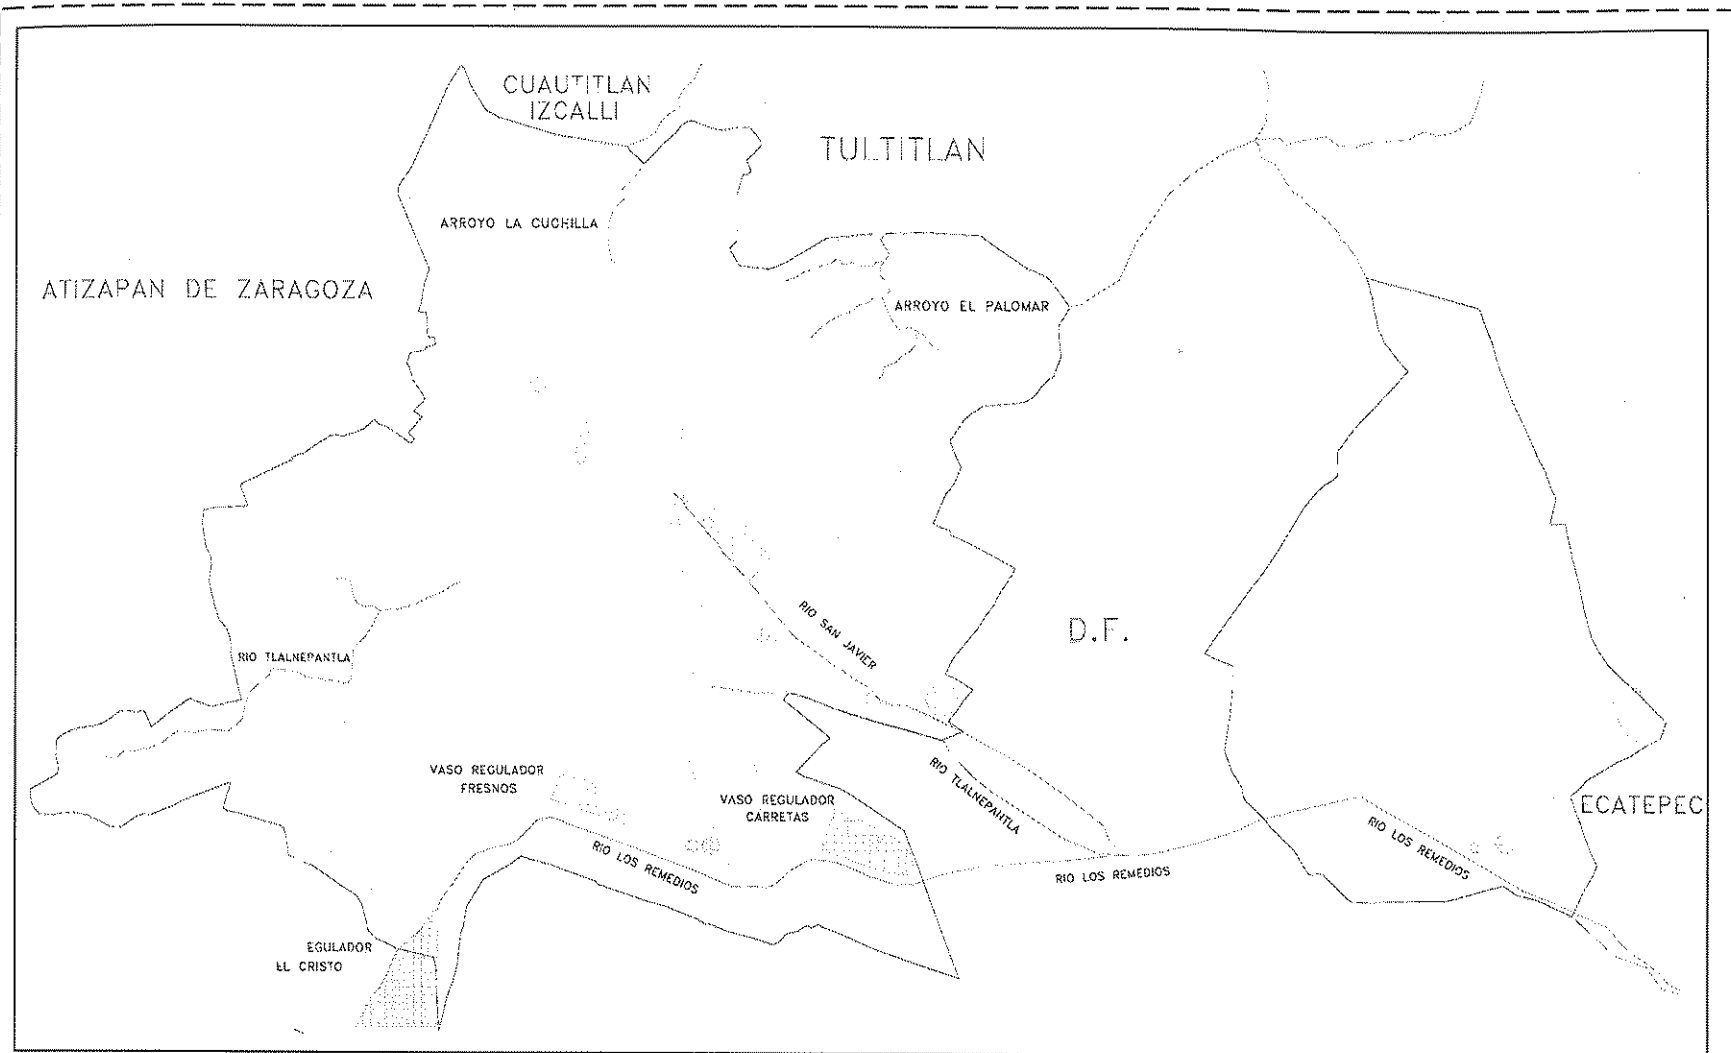 CUAUTITLAN
IZCALLI
TULTITLAN
ARROYO LA CUCHILLA
ATIZAPAN DE ZARAGOZA
ARROYO EL PALOMAR
RIO SAN JAVIER
D.F.
RIO TLALNEPANTLA
VASO REGULADOR
FRESNOS
RIO TLALNEPANTLA
VASO REGULADOR
CARRETAS
ECATEPEC
RIO LOS REMEDIOS
RIO LOS REMEDIOS
RIO LOS REMEDIOS
EGULADOR
EL CRISTO